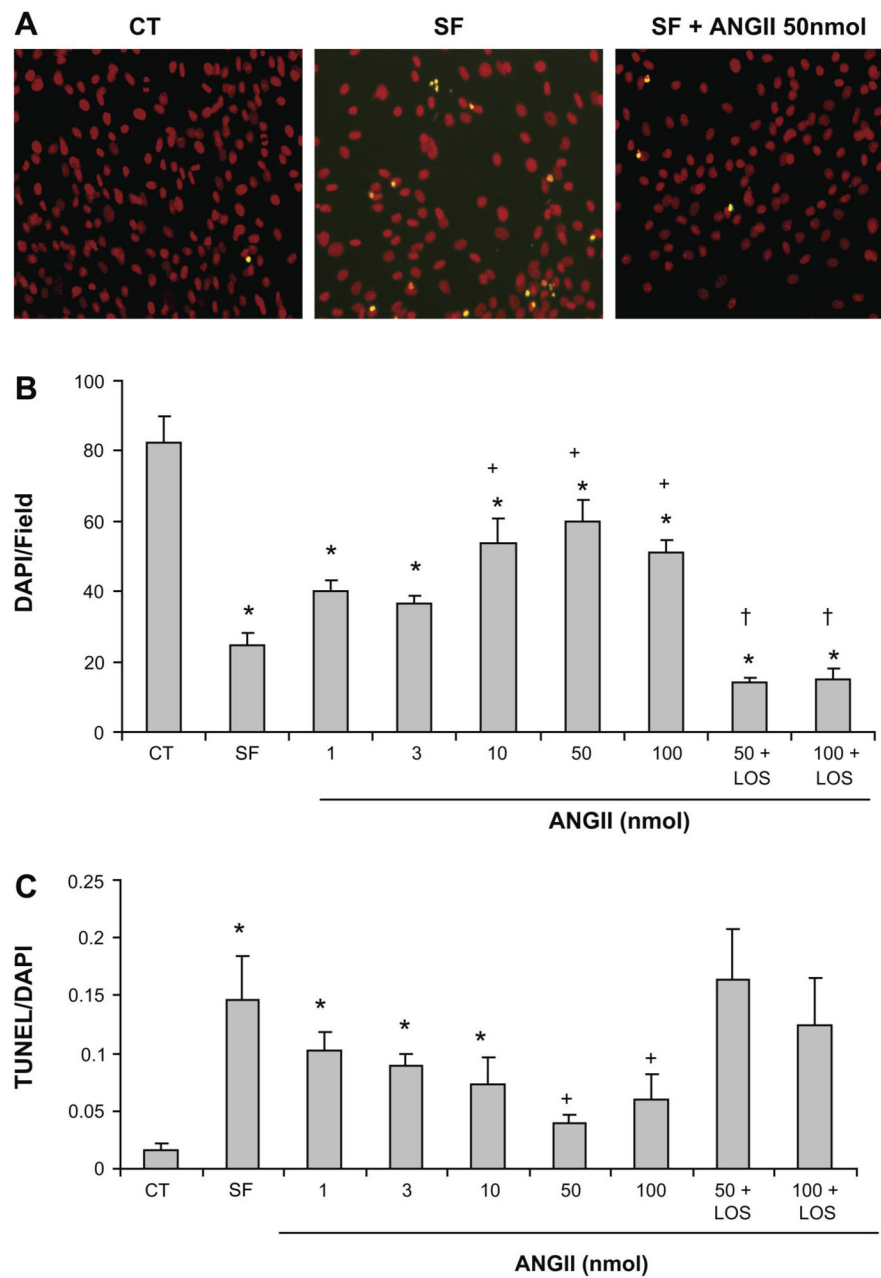 A
CT
SF
SF + ANGII 50nmol
B
DAPI/Field
100
80
60
40
20
0
*
*
*
+
*
+
*
+
*
†
*
†
*
CT
SF
1
3
10
50
100
50 +
LOS
100 +
LOS
ANGII (nmol)
C
TUNEL/DAPI
0.25
0.2
0.15
0.1
0.05
0
*
*
*
*
+
+
CT
SF
1
3
10
50
100
50 +
LOS
100 +
LOS
ANGII (nmol)